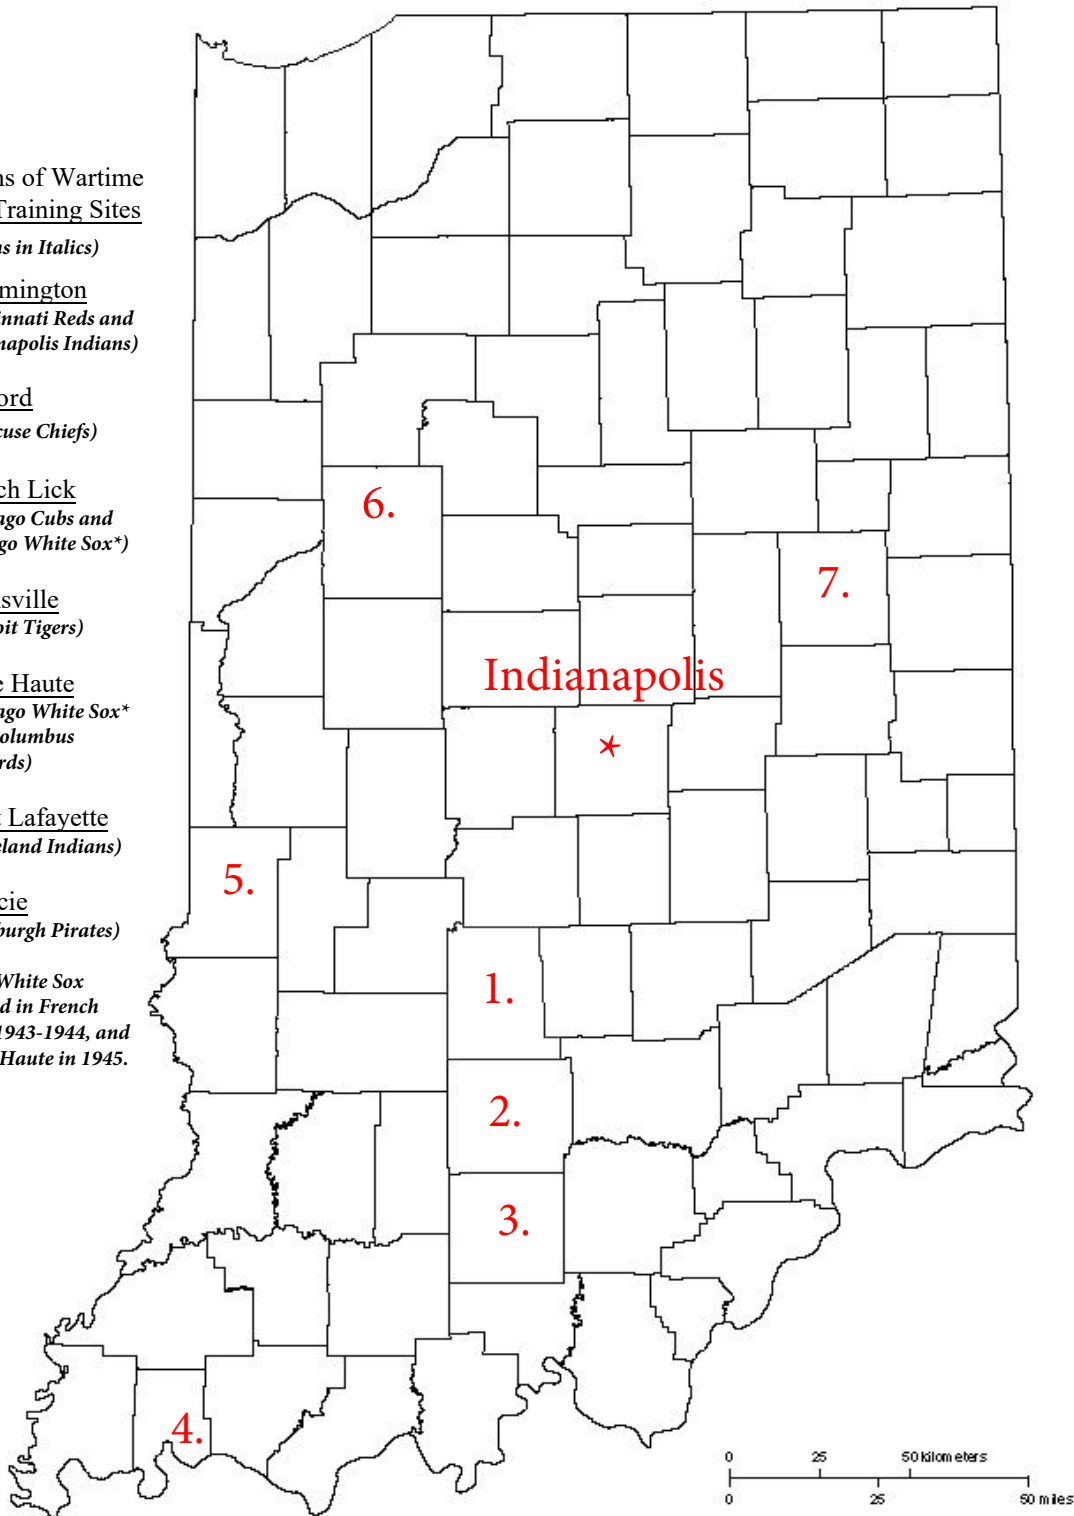 ns of Wartime
Training Sites
ns in Italics)
mington
innati Reds and
napolis Indians)
ord
cuse Chiefs)
ch Lick
ago Cubs and
go White Sox*)
nsville
oit Tigers)
e Haute
ago White Sox*
olumbus
rds)
t Lafayette
eland Indians)
cie
burgh Pirates)
White Sox
d in French
1943-1944, and
Haute in 1945.
6.
7.
Indianapolis
*
5.
1.
2.
3.
4.
0 25 50 kilometers
0 25 50 miles